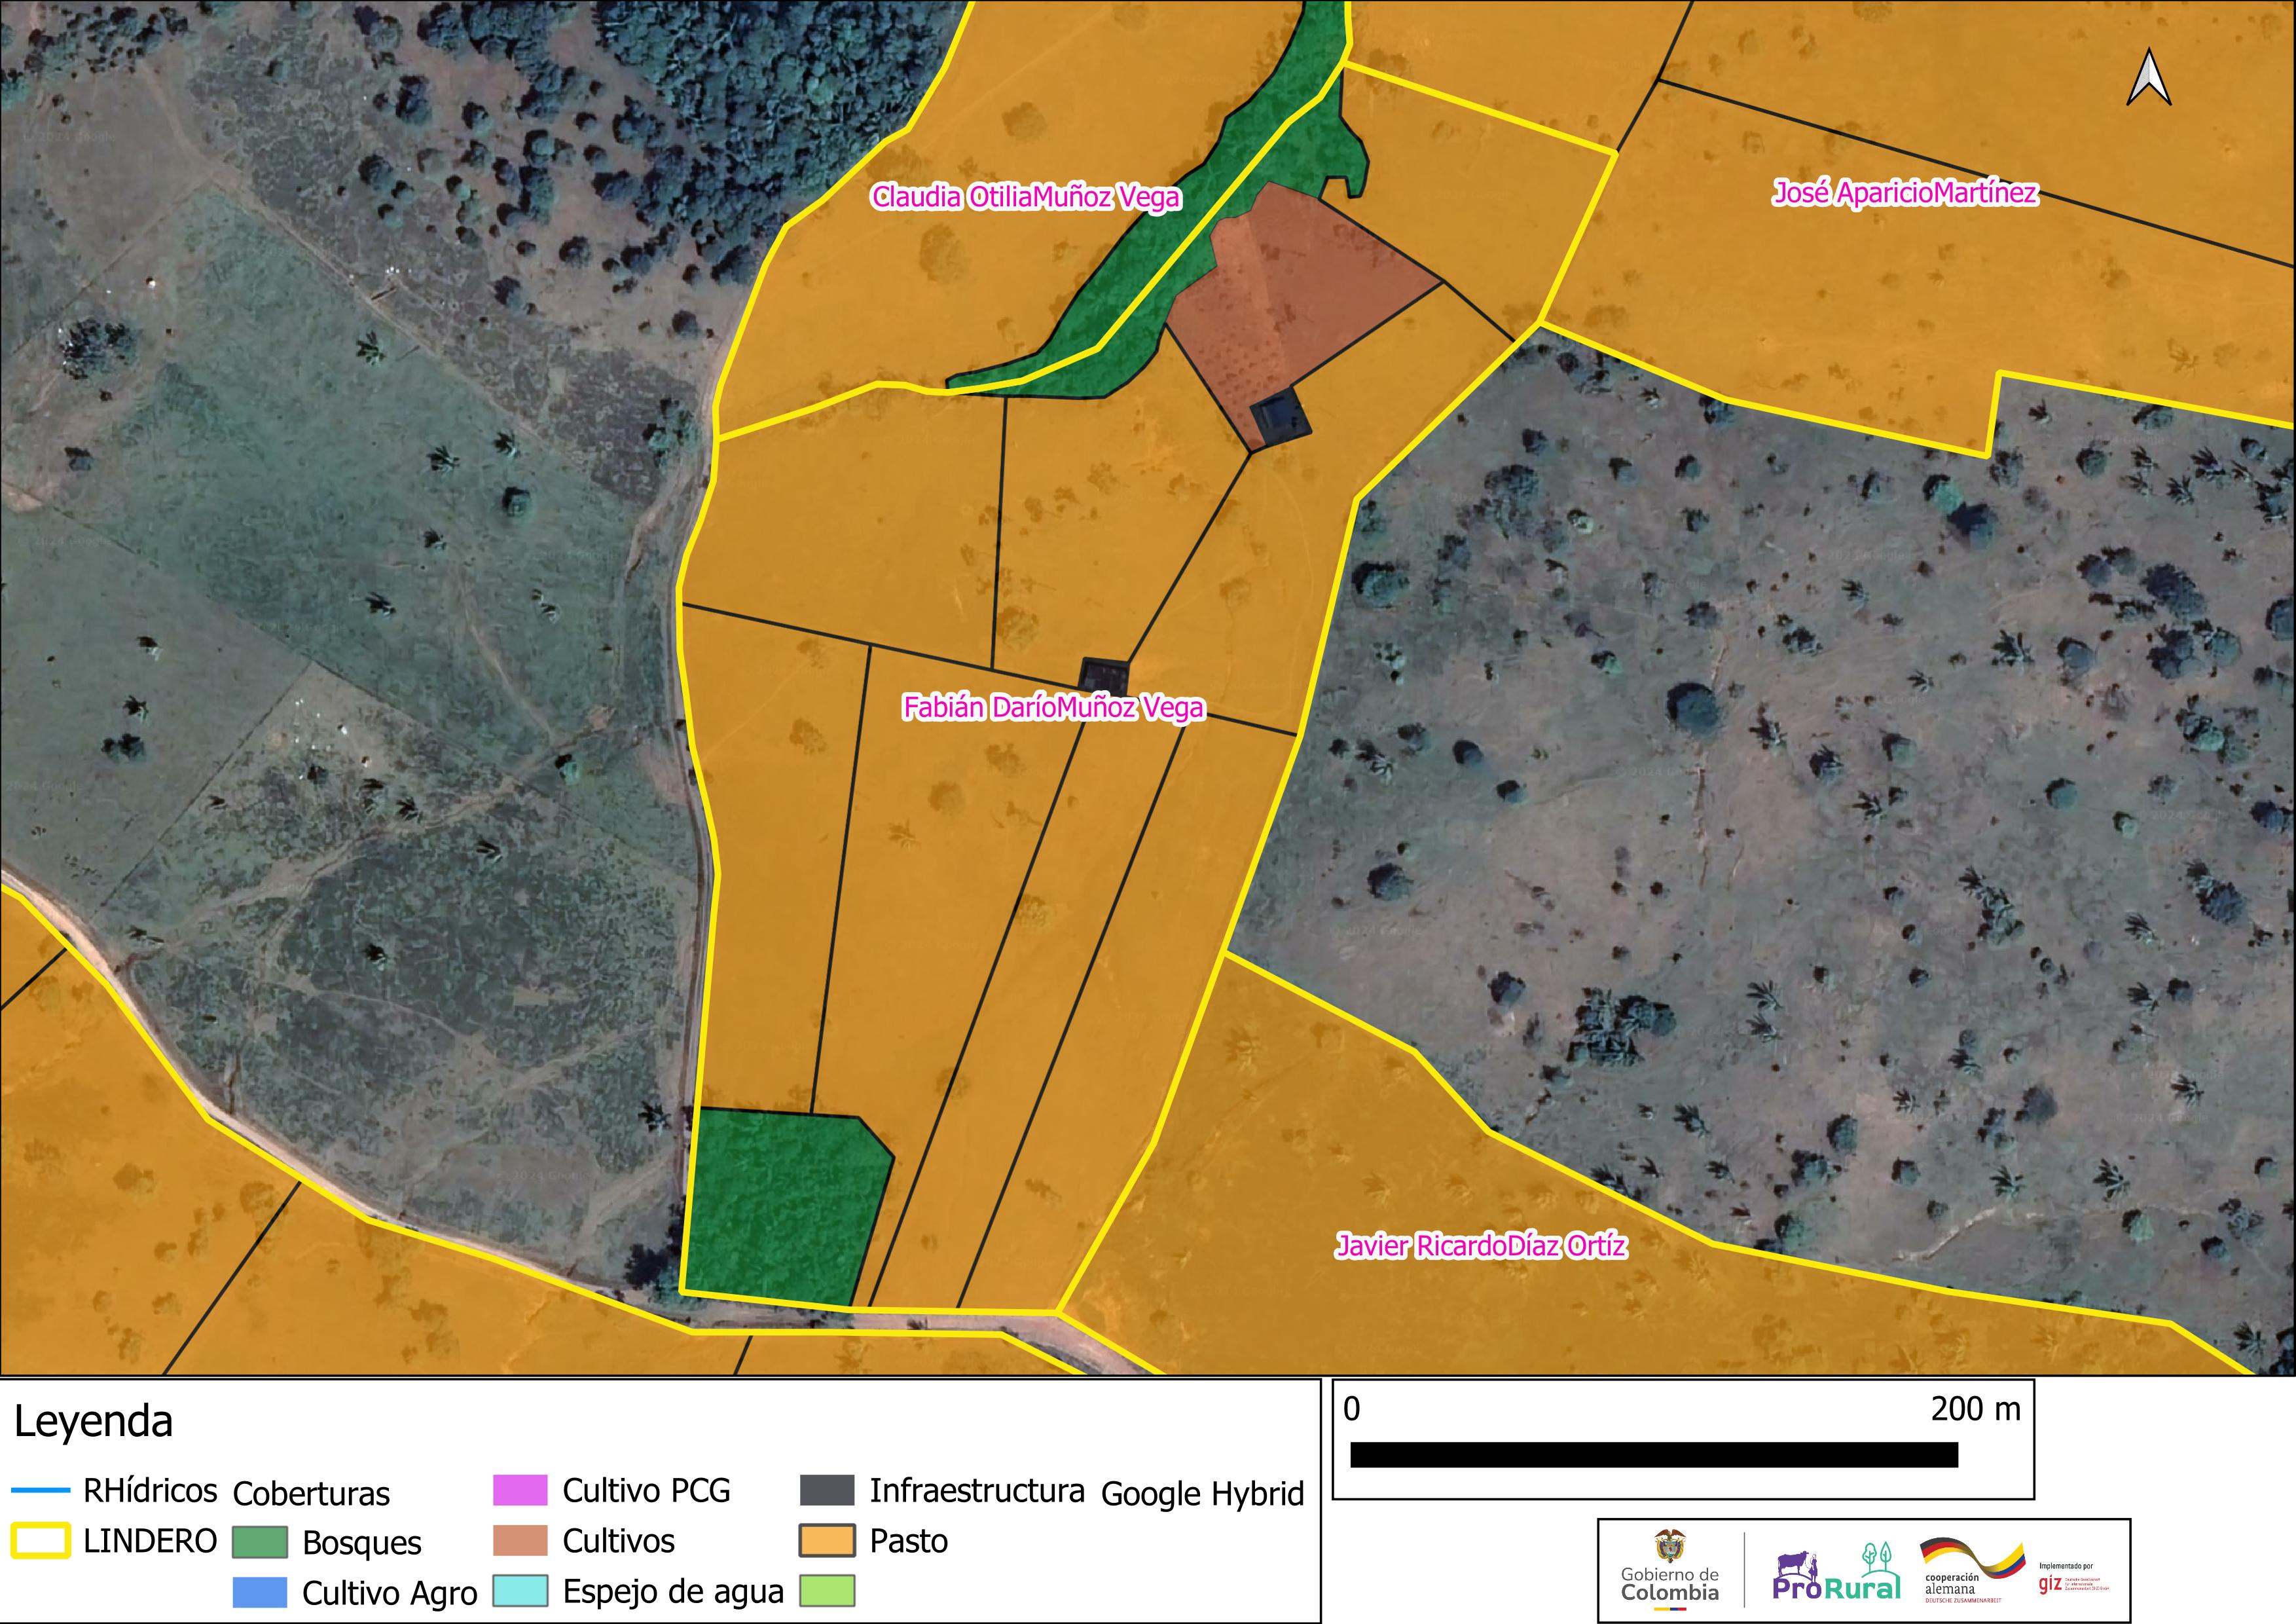 Claudia OtiliaMuñoz Vega
José AparicioMartínez
Fabián DaríoMuñoz Vega
Javier RicardoDíaz Ortíz
Leyenda
RHídricos
LINDERO
Coberturas
Bosques
Cultivo Agro
Cultivo PCG
Cultivos
Espejo de agua
Infraestructura
Pasto
Google Hybrid
0 200 m
Gobierno de
Colombia
ProRural
cooperación
alemana
DEUTSCHE ZUSAMMENARBEIT
Implementado por
giz